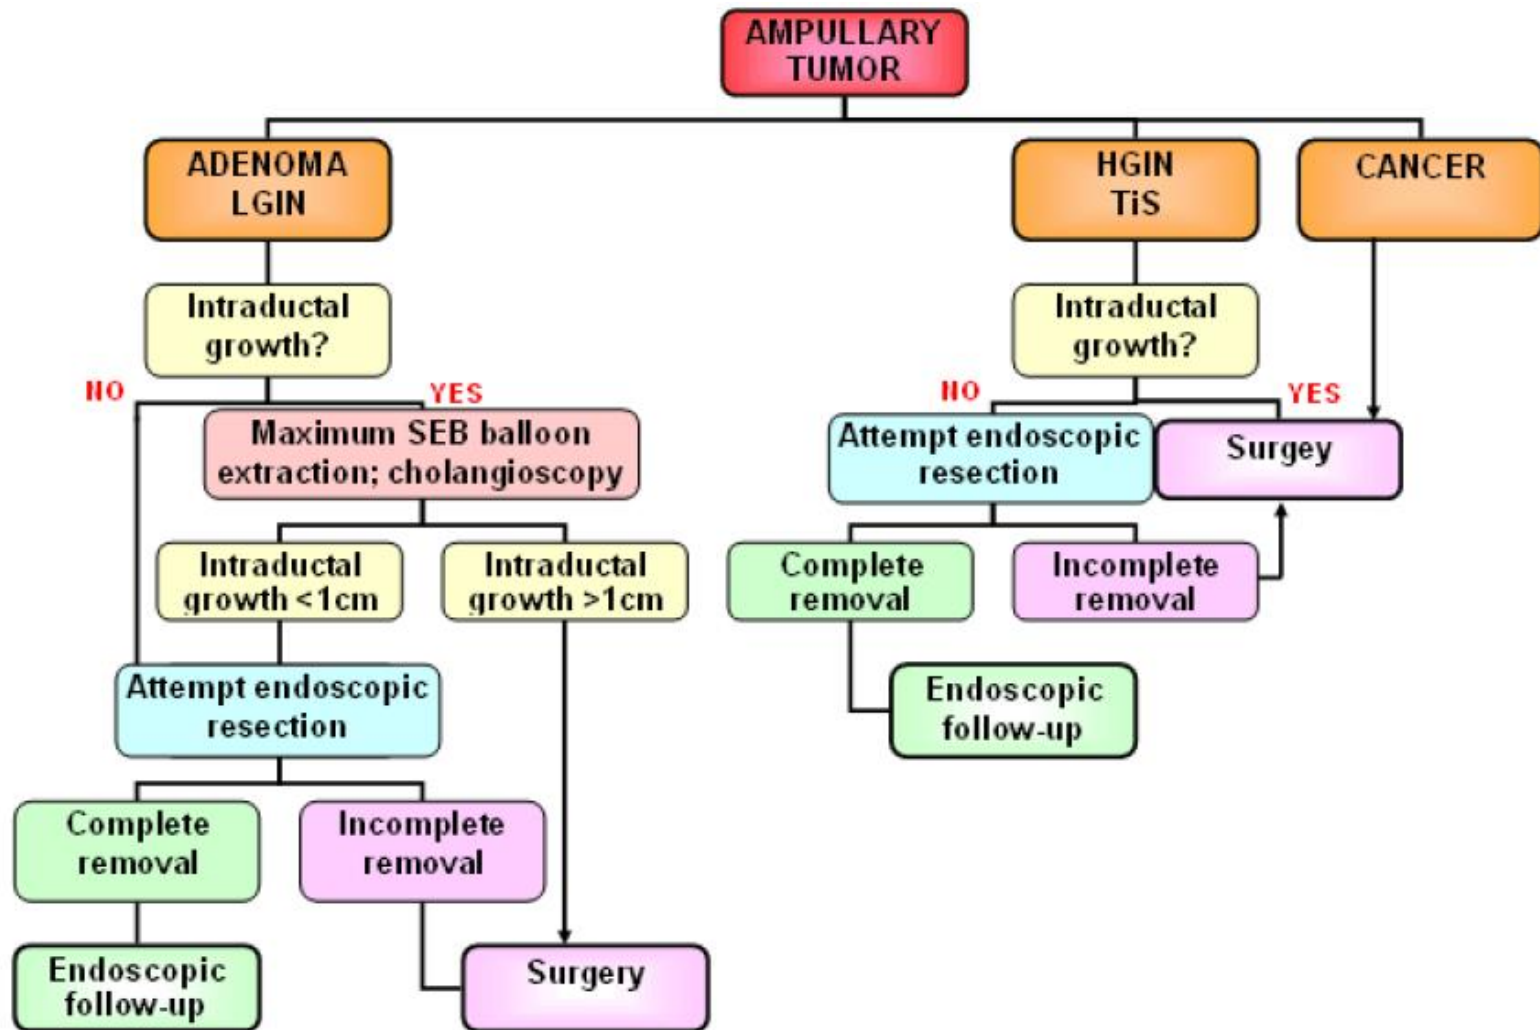 AMPULLARY
TUMOR
ADENOMA
LGIN
HGIN
TiS
CANCER
Intraductal
growth?
Intraductal
growth?
NO
YES
NO
YES
Maximum SEB balloon
extraction; cholangioscopy
Attempt endoscopic
resection
Surgey
Intraductal
growth <1cm
Intraductal
growth >1cm
Complete
removal
Incomplete
removal
Attempt endoscopic
resection
Endoscopic
follow-up
Complete
removal
Incomplete
removal
Endoscopic
follow-up
Surgery